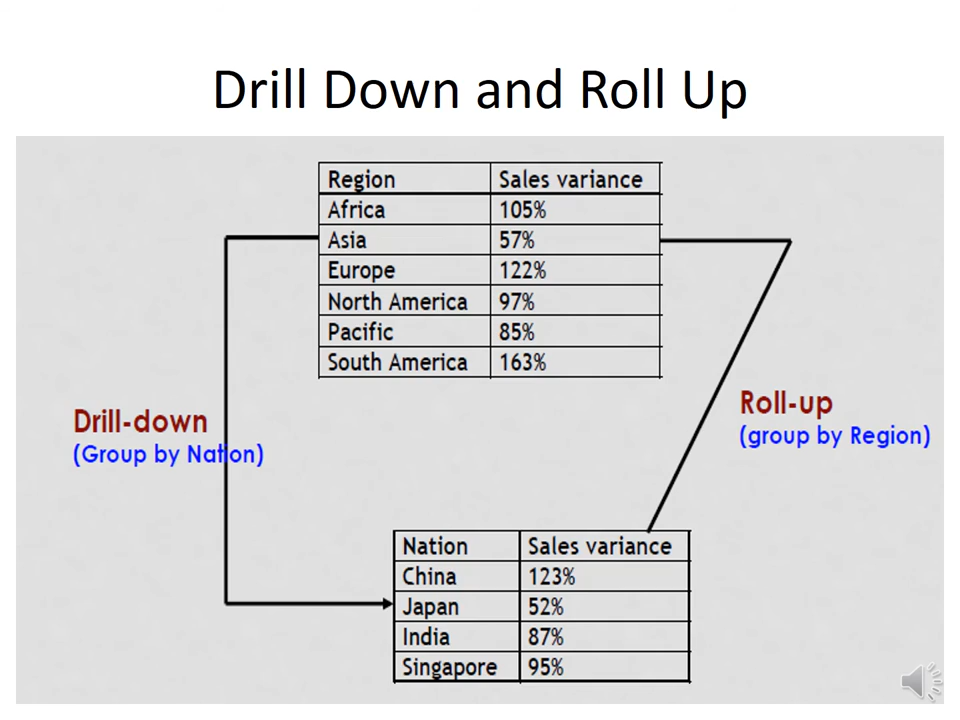 Drill Down and Roll Up
Region Sales variance
Africa 105%
Asia 57%
Europe 122%
North America 97%
Pacific 85%
South America 163%
Drill-down
(Group by Nation)
Roll-up
(group by Region)
Nation Sales variance
China 123%
Japan 52%
India 87%
Singapore 95%